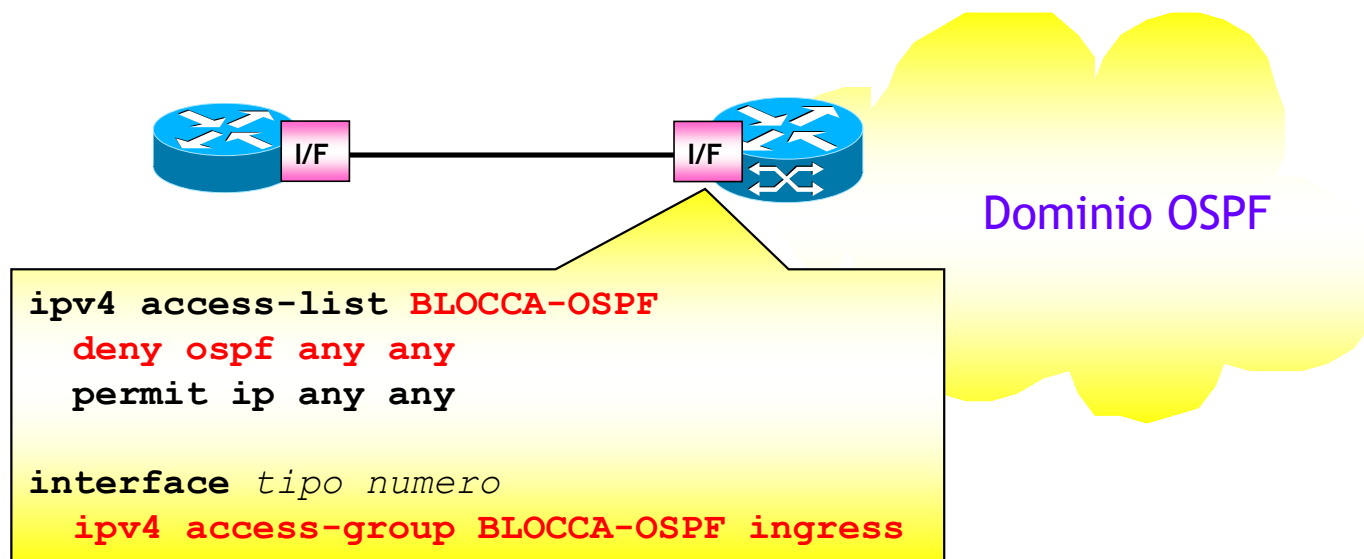 I/F
I/F
Dominio OSPF
ipv4 access-list BLOCCA-OSPF
deny ospf any any
permit ip any any
interface tipo numero
ipv4 access-group BLOCCA-OSPF ingress